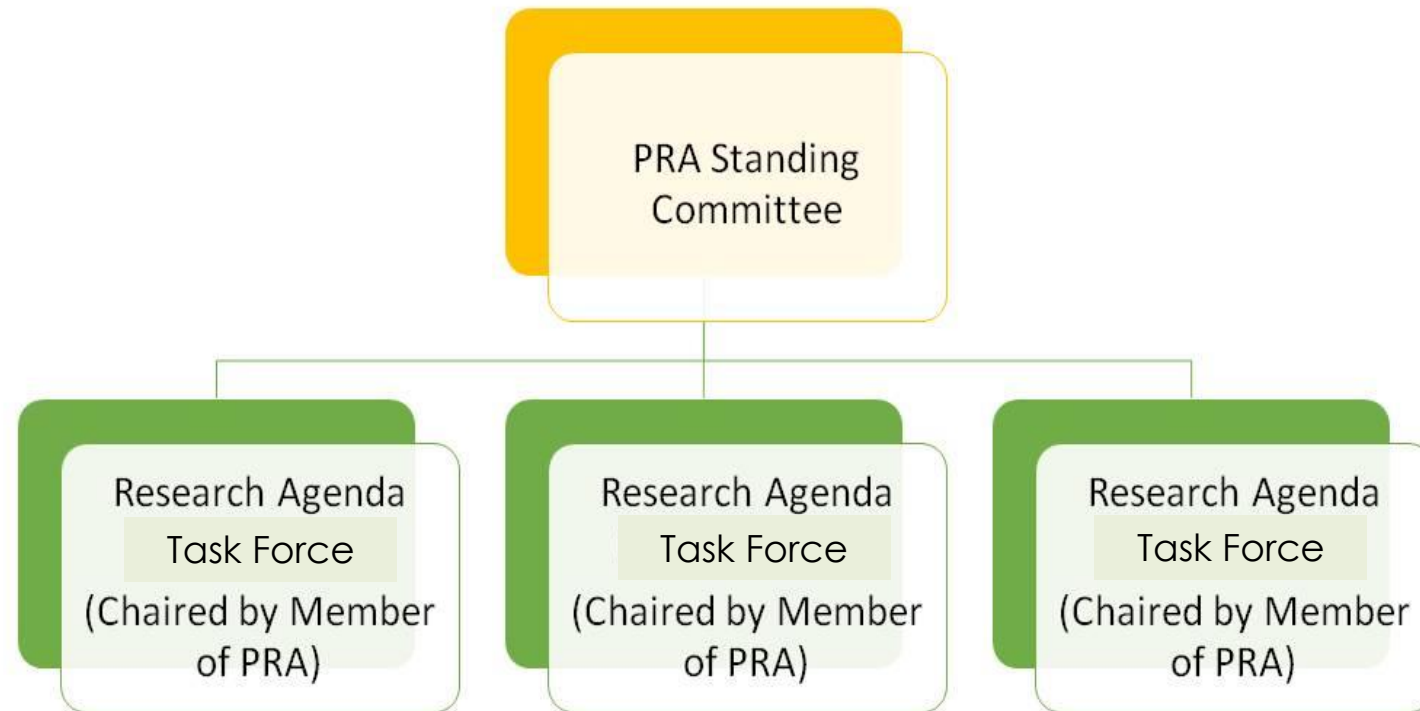 PRA Standing
Committee
Research Agenda
Task Force
(Chaired by Member
of PRA)
Research Agenda
Task Force
(Chaired by Member
of PRA)
Research Agenda
Task Force
(Chaired by Member
of PRA)